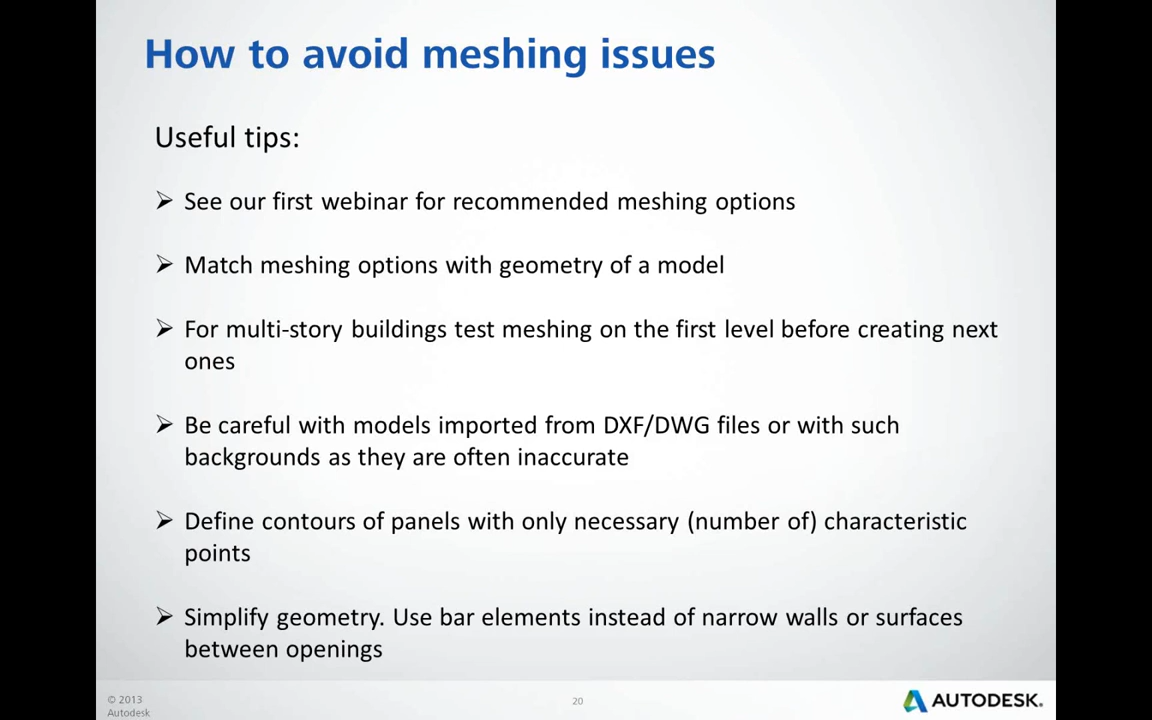 How to avoid meshing issues
Useful tips:
➢ See our first webinar for recommended meshing options
➢ Match meshing options with geometry of a model
➢ For multi-story buildings test meshing on the first level before creating next
ones
➢ Be careful with models imported from DXF/DWG files or with such
backgrounds as they are often inaccurate
➢ Define contours of panels with only necessary (number of) characteristic
points
➢ Simplify geometry. Use bar elements instead of narrow walls or surfaces
between openings
© 2013
Autodesk
20
AUTODESK.